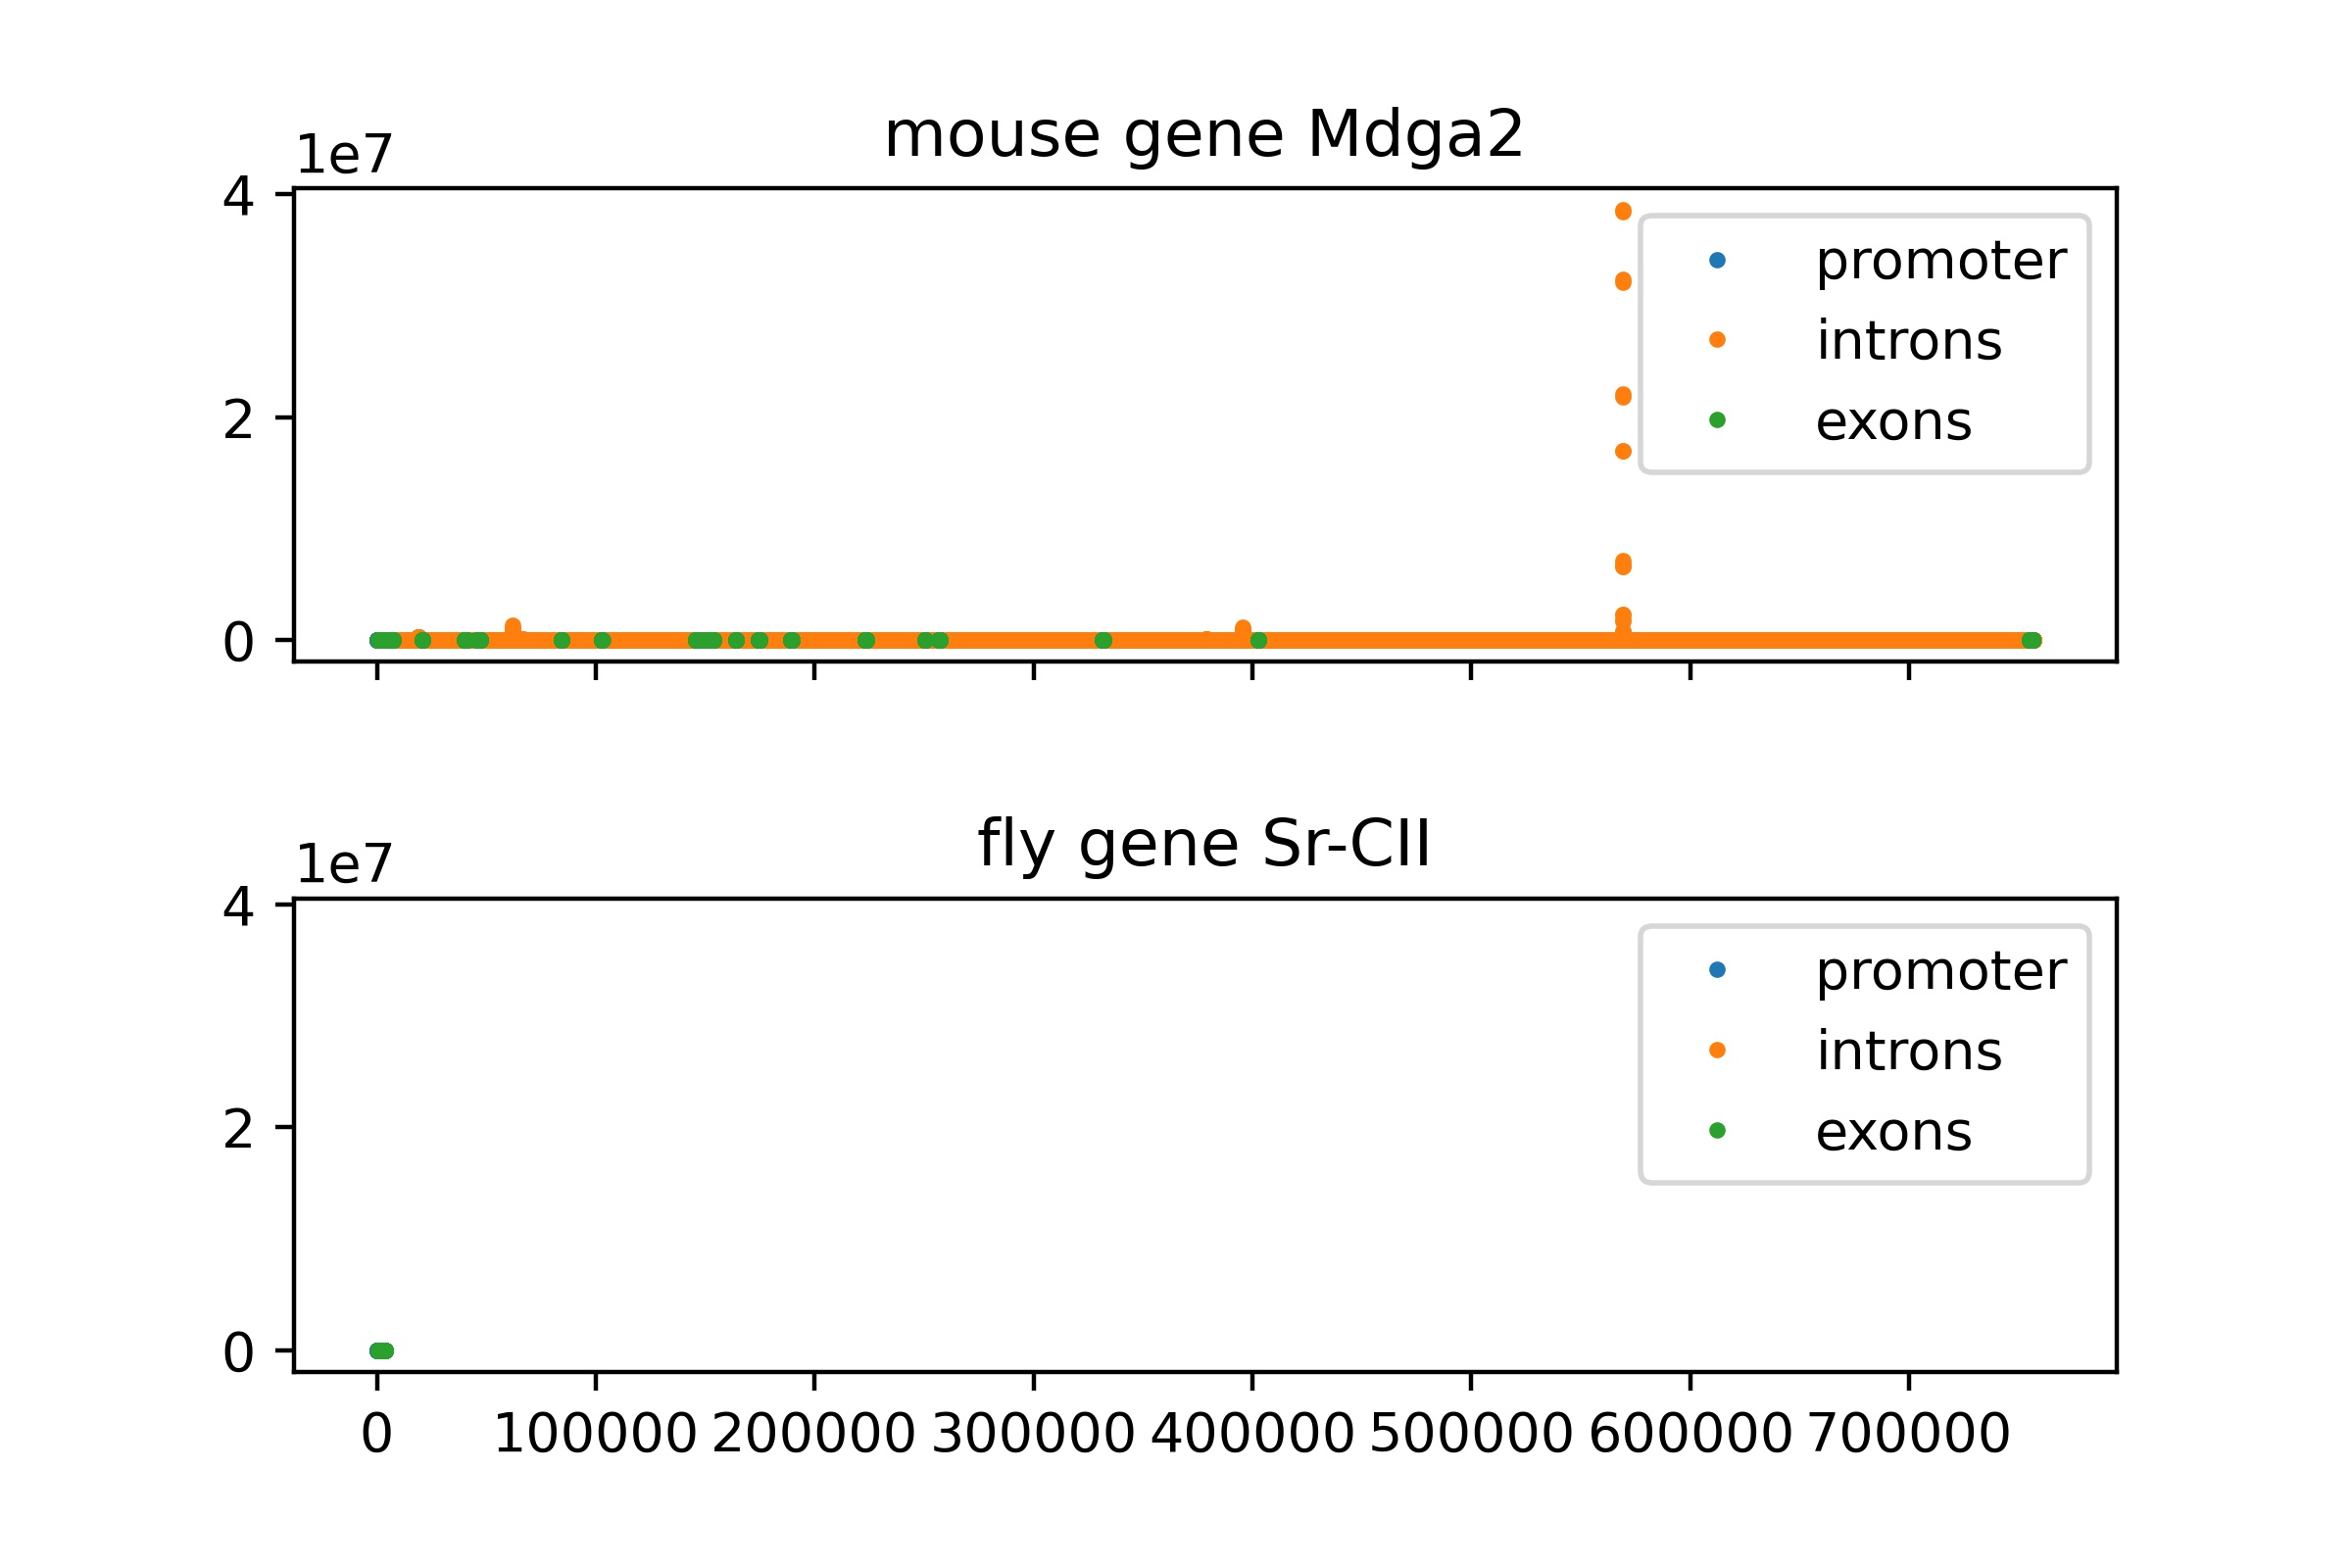 mouse gene Mdga2
1e7
4
2
0
promoter
introns
exons
fly gene Sr-CII
1e7
4
2
0
promoter
introns
exons
0 100000 200000 300000 400000 500000 600000 700000